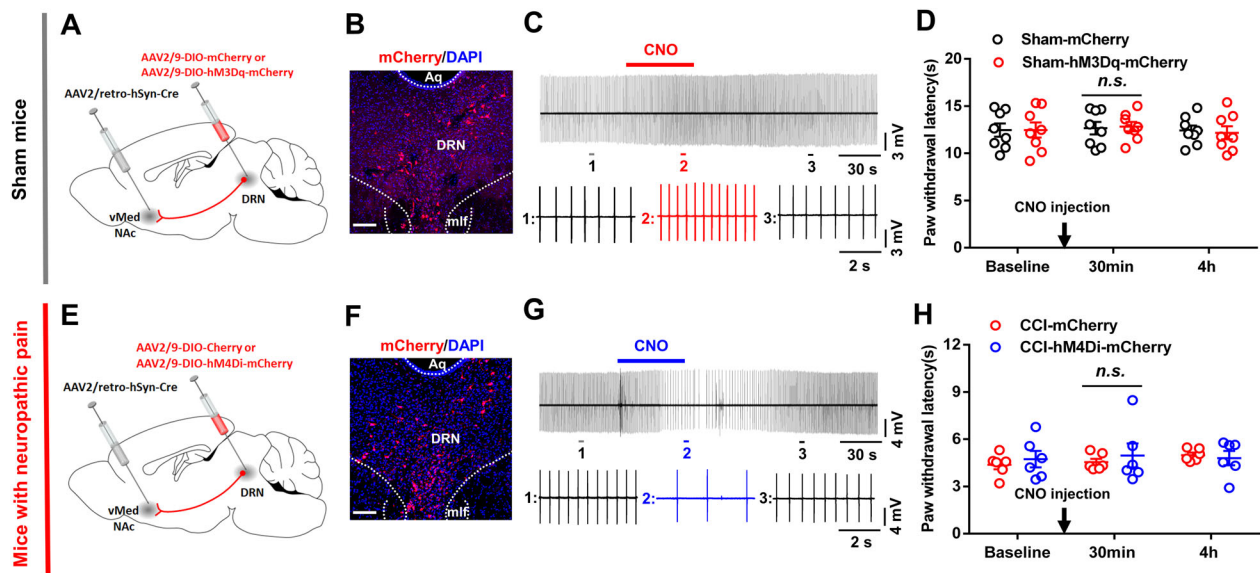 Sham mice
A
AAV2/9-DIO-mCherry or
AAV2/9-DIO-hM3Dq-mCherry
AAV2/retro-hSyn-Cre
DRN
vMed
NAc
B
mCherry/DAPI
Aq
DRN
mlf
C
CNO
3 mV
1 2 3
30 s
1: 2: 3:
3 mV
2 s
D
Sham-mCherry
Sham-hM3Dq-mCherry
n.s.
Paw withdrawal latency(s)
20
15
10
5
0
CNO injection
Baseline 30min 4h
Mice with neuropathic pain
E
AAV2/9-DIO-Cherry or
AAV2/9-DIO-hM4Di-mCherry
AAV2/retro-hSyn-Cre
DRN
vMed
NAc
F
mCherry/DAPI
Aq
DRN
mlf
G
CNO
4 mV
1 2 3
30 s
1: 2: 3:
4 mV
2 s
H
CCI-mCherry
CCI-hM4Di-mCherry
n.s.
Paw withdrawal latency(s)
12
9
6
3
0
CNO injection
Baseline 30min 4h